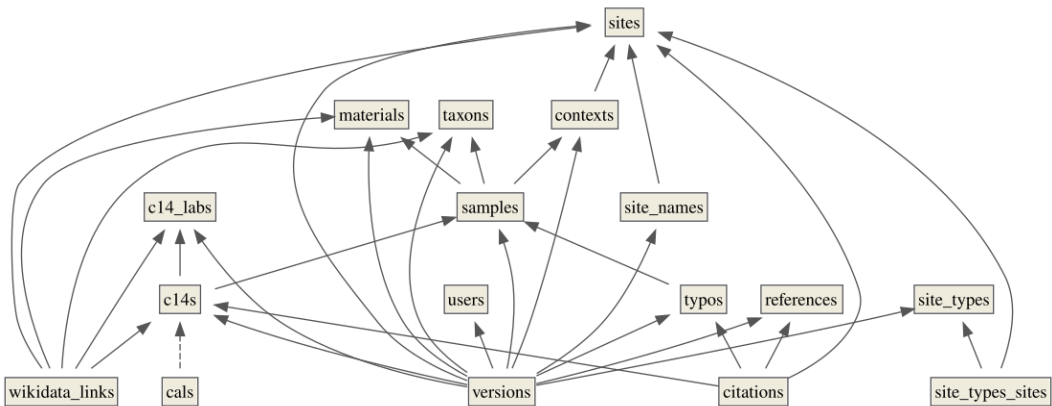 sites
materials
taxons
contexts
c14_labs
samples
site_names
c14s
users
typos
references
site_types
wikidata_links
cals
versions
citations
site_types_sites